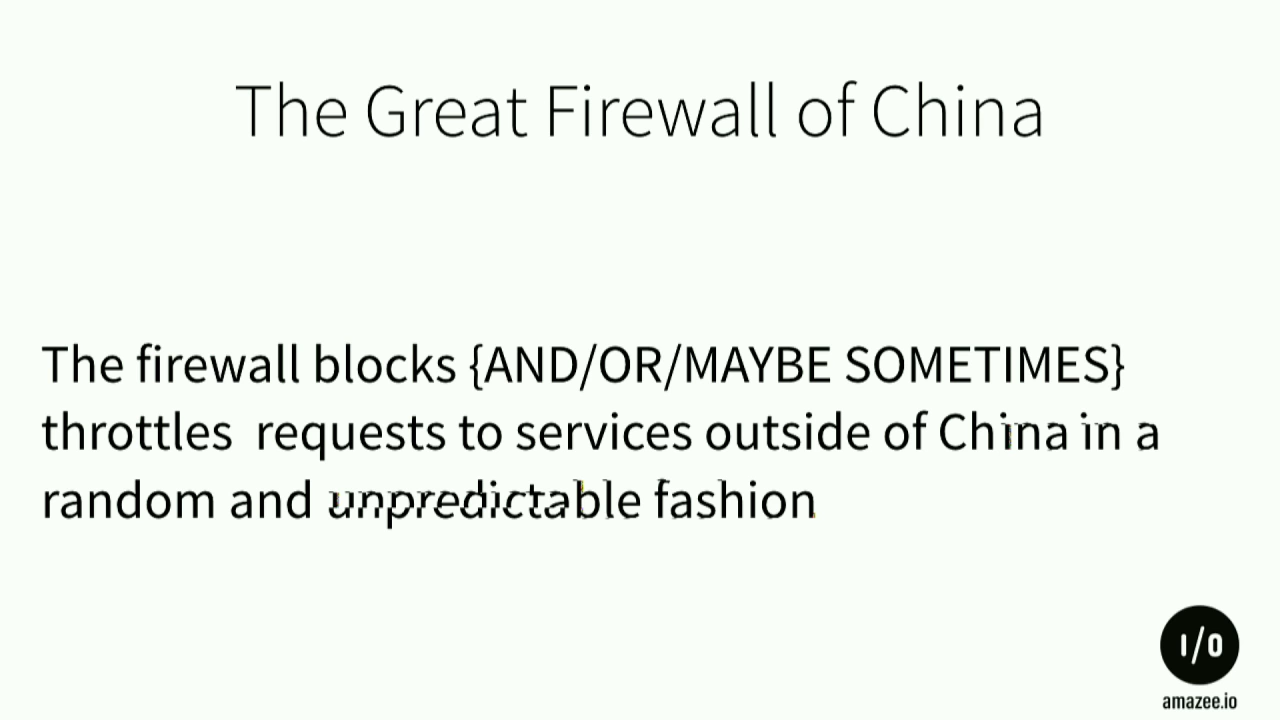 The Great Firewall of China
The firewall blocks {AND/OR/MAYBE SOMETIMES}
throttles  requests to services outside of China in a
random and unpredictable fashion
I/O
amazee.io